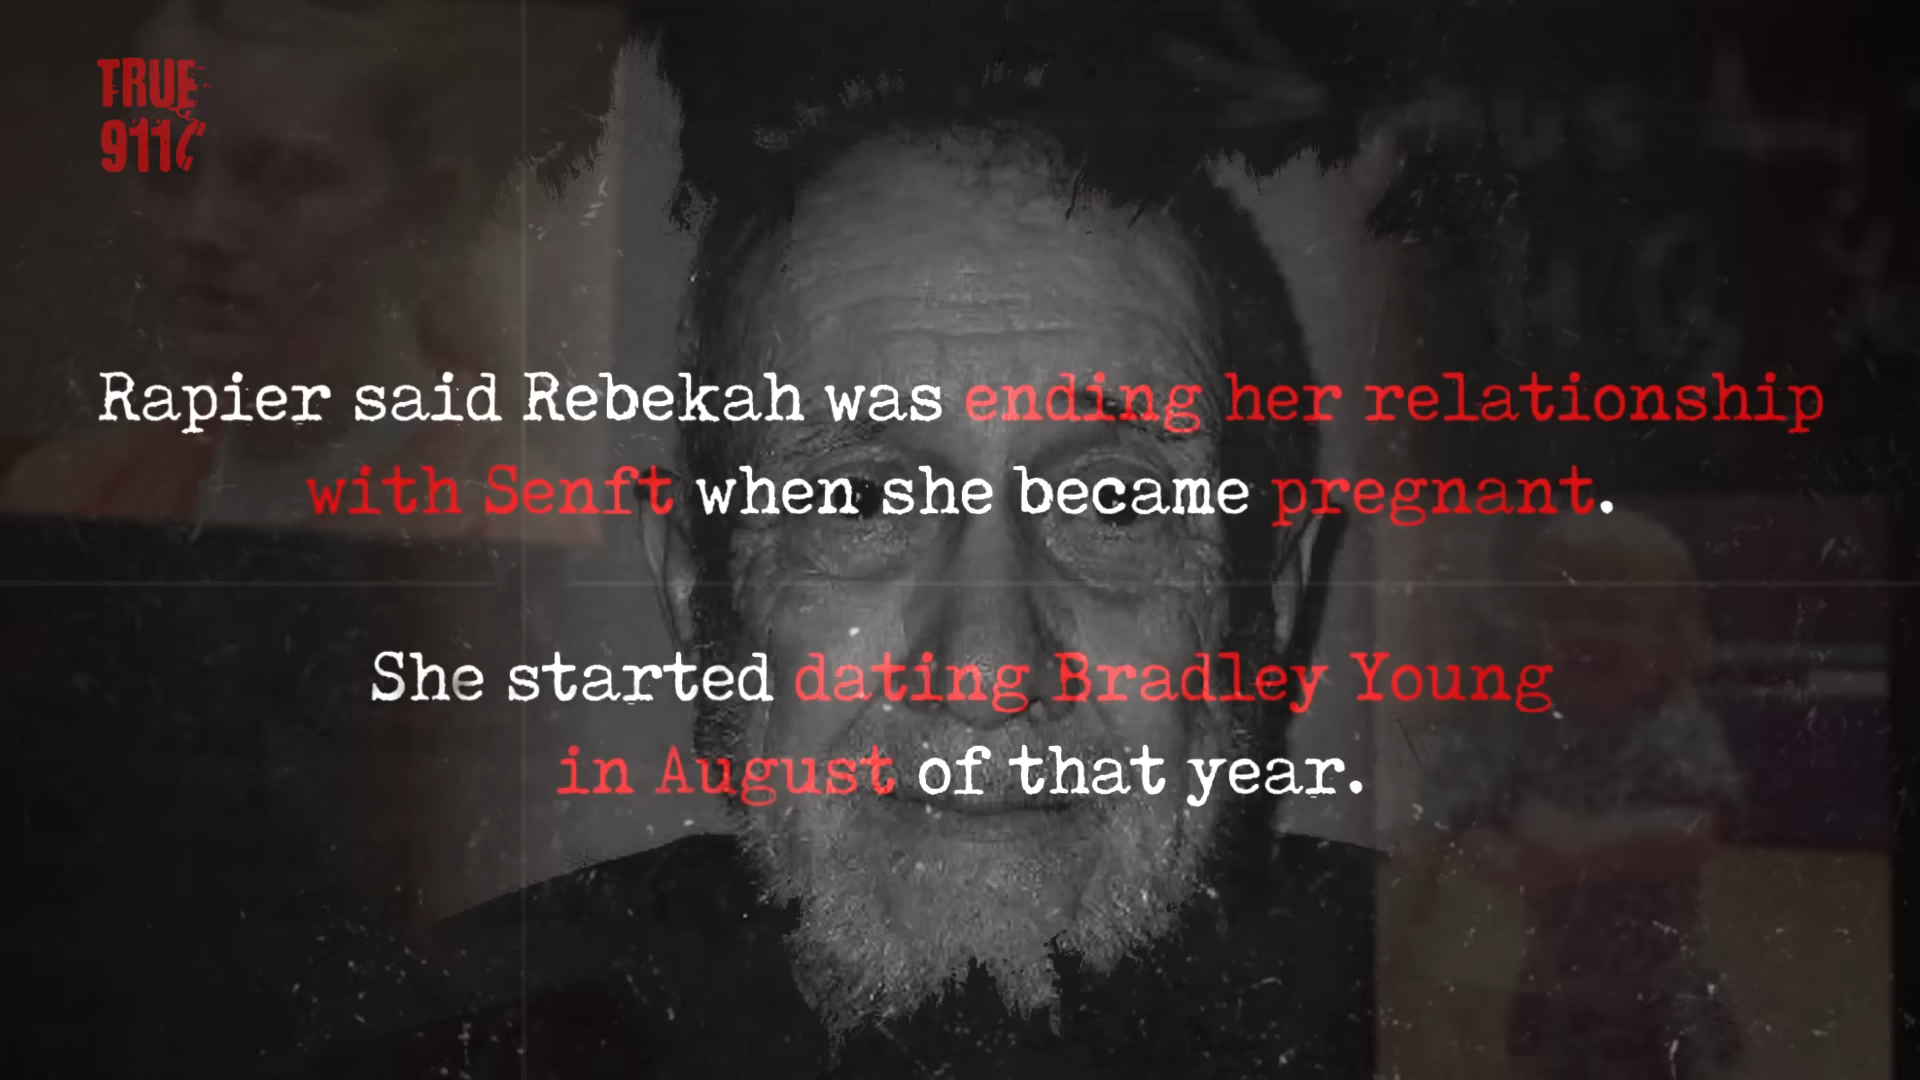 TRUE
911
Rapier said Rebekah was ending her relationship
with Senft when she became pregnant.
She started dating Bradley Young
in August of that year.